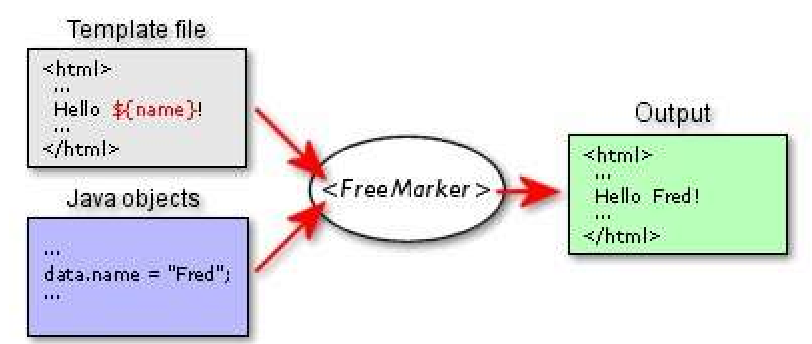 Template file
<html>
...
Hello ${name}!
...
</html>
Java objects
...
data.name = "Fred";
...
<FreeMarker>
Output
<html>
...
Hello Fred!
...
</html>